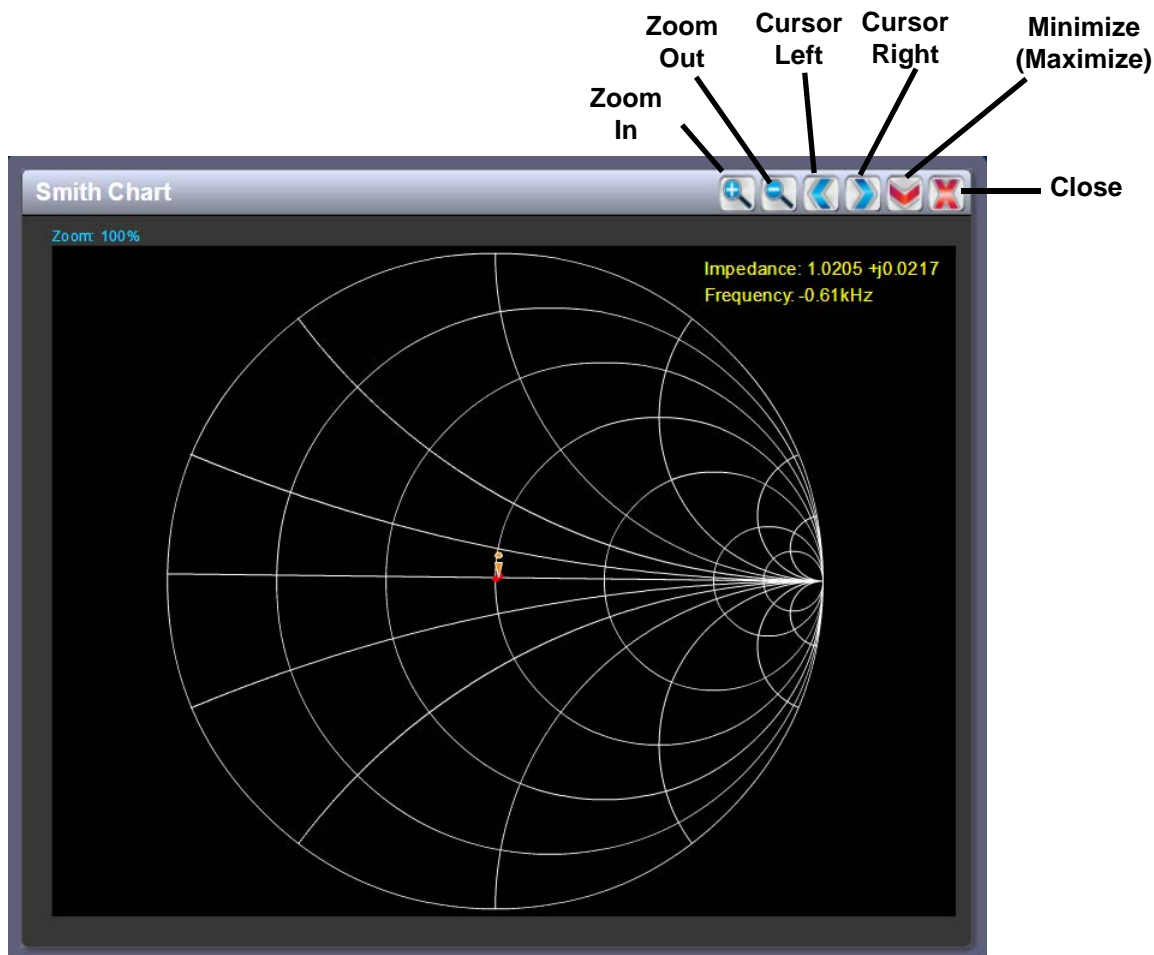 Zoom
Out
Cursor
Left
Cursor
Right
Minimize
(Maximize)
Zoom
In
Close
Smith Chart
Zoom: 100%
Impedance: 1.0205 +j0.0217
Frequency: -0.61kHz